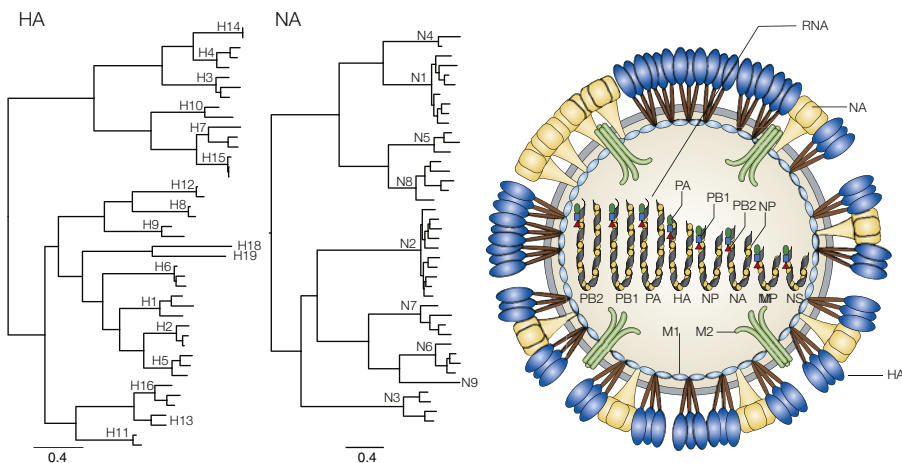 HA
H14
H4
H3
H10
H7
H15
H12
H8
H9
H18
H19
H6
H1
H2
H5
H16
H13
H11
0.4
NA
N4
N1
N5
N8
N2
N7
N6
N9
N3
0.4
RNA
NA
PA
PB1
PB2
NP
PB2 PB1 PA HA NP NA MP NS
M1
M2
HA